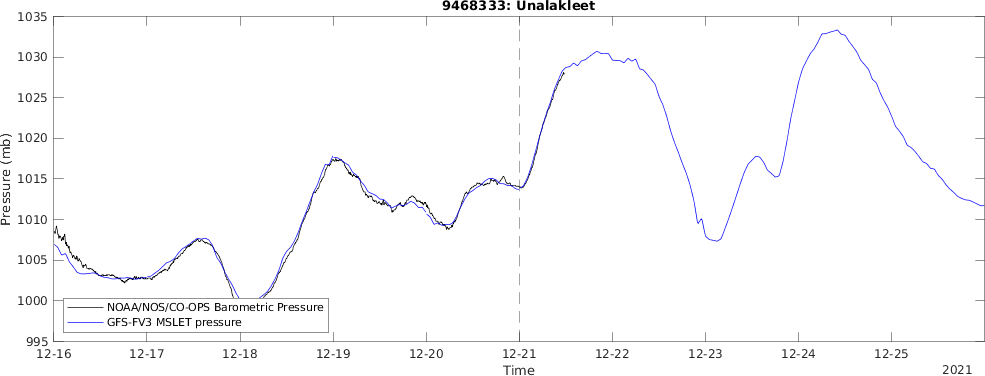 9468333: Unalakleet
Pressure (mb)
1035
1030
1025
1020
1015
1010
1005
1000
995
NOAA/NOS/CO-OPS Barometric Pressure
GFS-FV3 MSLET pressure
12-16 12-17 12-18 12-19 12-20 12-21 12-22 12-23 12-24 12-25
Time
2021